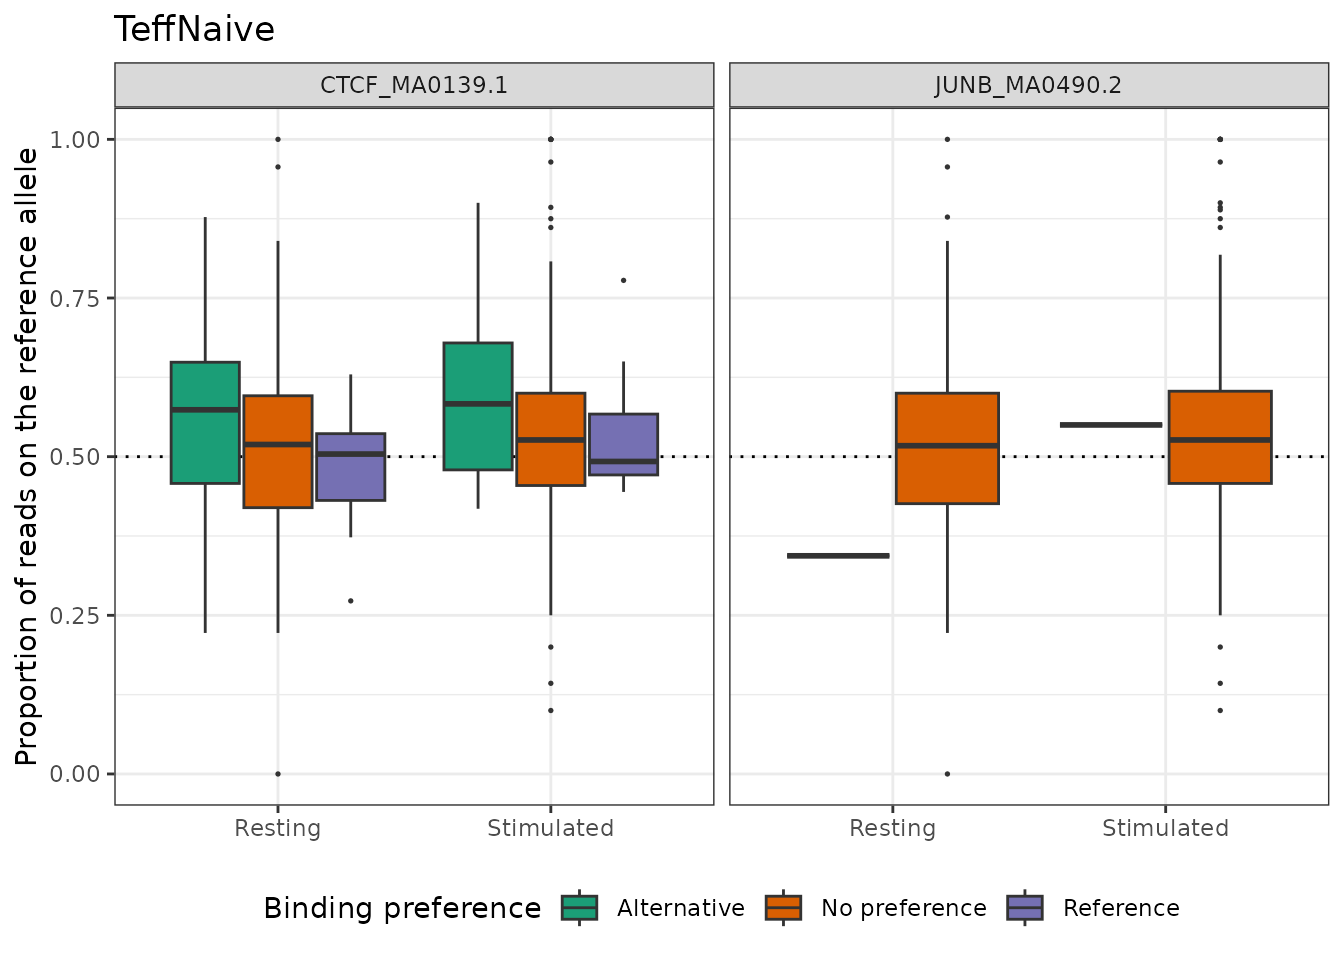 TeffNaive
CTCF_MA0139.1
JUNB_MA0490.2
Proportion of reads on the reference allele
1.00
0.75
0.50
0.25
0.00
Resting
Stimulated
Resting
Stimulated
Binding preference
Alternative
No preference
Reference